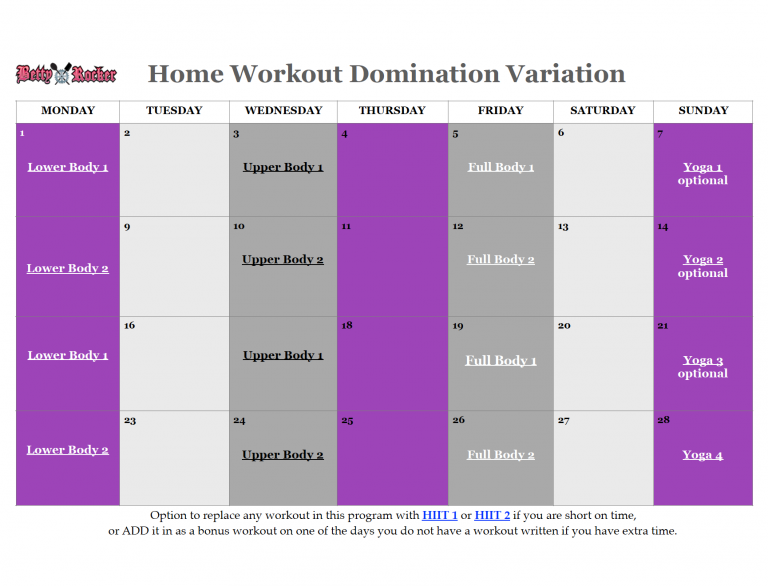 Betty Rocker
Home Workout Domination Variation
MONDAY TUESDAY WEDNESDAY THURSDAY FRIDAY SATURDAY SUNDAY
1 2 3 4 5 6 7
Lower Body 1 Upper Body 1 Full Body 1 Yoga 1
optional
9 10 11 12 13 14
Lower Body 2 Upper Body 2 Full Body 2 Yoga 2
optional
16 18 19 20 21
Lower Body 1 Upper Body 1 Full Body 1 Yoga 3
optional
23 24 25 26 27 28
Lower Body 2 Upper Body 2 Full Body 2 Yoga 4
Option to replace any workout in this program with HIIT 1 or HIIT 2 if you are short on time,
or ADD it in as a bonus workout on one of the days you do not have a workout written if you have extra time.